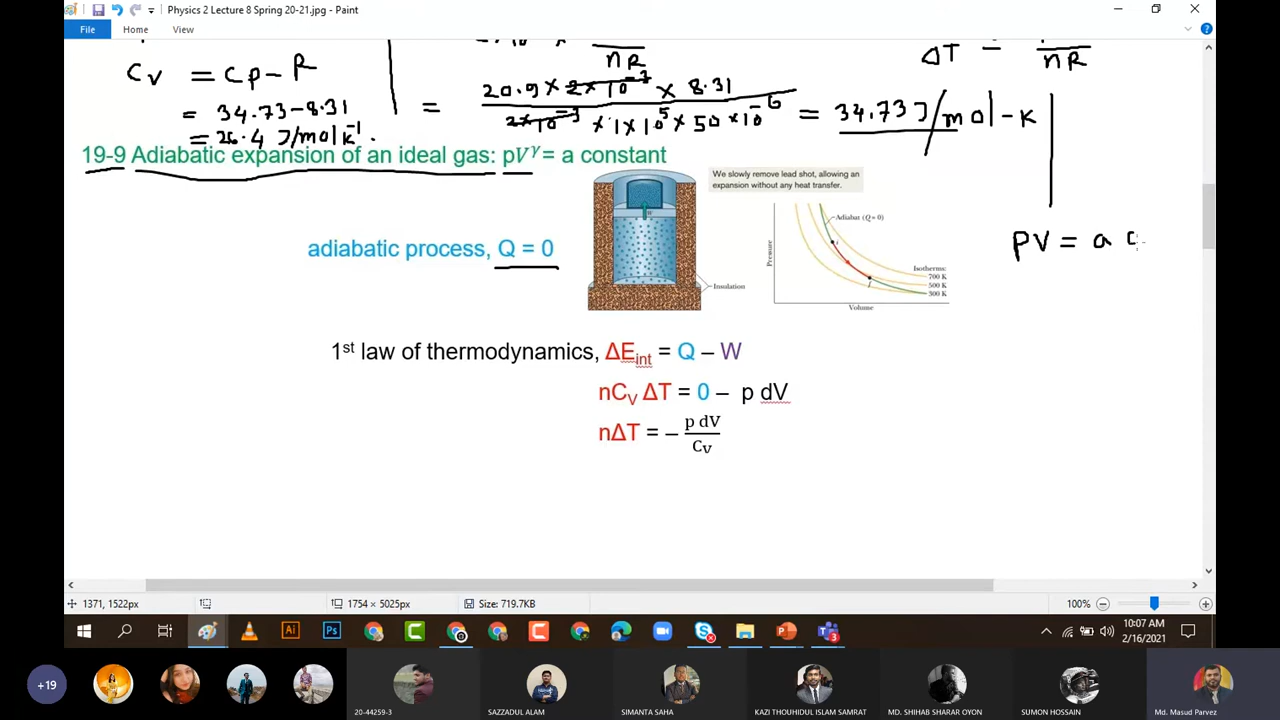 Physics 2 Lecture 8 Spring 20-21.jpg - Paint
File Home View
nR
ΔT = nR
Cv = Cp - R
= 34.73-8.31
= 26.4 J/mol K⁻¹.
= 20.9 × 2×10⁻³ × 8.31
2×10⁻³ × 1×10⁵ × 50×10⁻⁶
= 34.73 J/mol-K
19-9 Adiabatic expansion of an ideal gas: pVᵞ = a constant
We slowly remove lead shot, allowing an
expansion without any heat transfer.
adiabatic process, Q = 0
W
Insulation
Pressure
Adiabat (Q = 0)
i
f
Isotherms:
700 K
500 K
300 K
Volume
PV = a c
1st law of thermodynamics, ΔEint = Q – W
nCV ΔT = 0 – p dV
nΔT = – p dV
CV
1371, 1522px
1754 × 5025px
Size: 719.7KB
100%
10:07 AM
2/16/2021
+19
20-44259-3
SAZZADUL ALAM
SIMANTA SAHA
KAZI THOUHIDUL ISLAM SAMRAT
MD. SHIHAB SHARAR OYON
SUMON HOSSAIN
Md. Masud Parvez